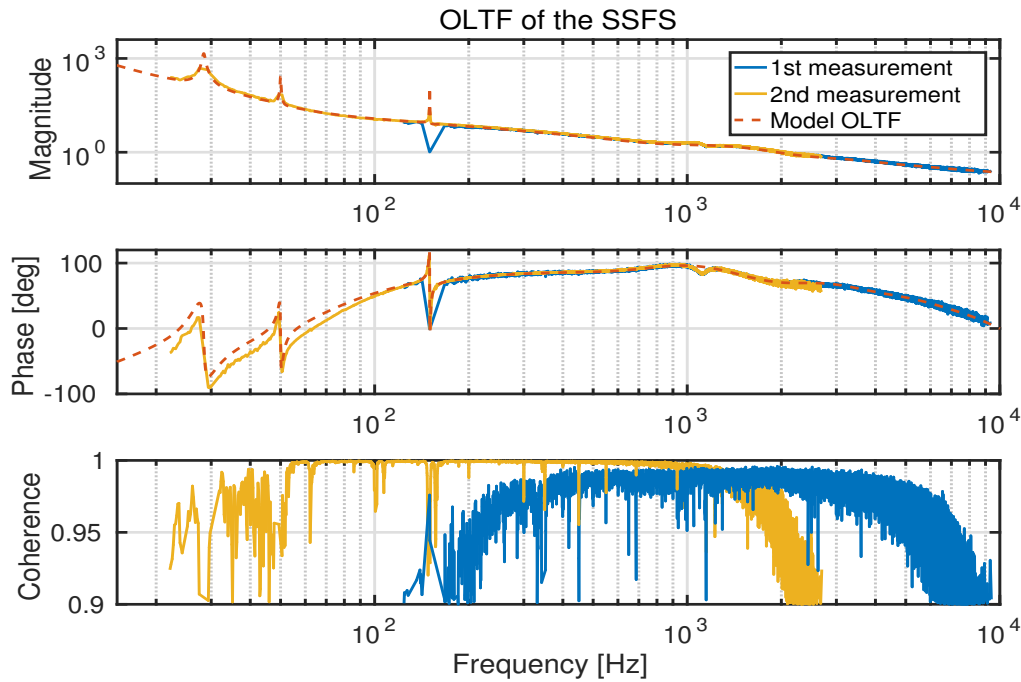 OLTF of the SSFS
Magnitude
10^3
10^0
1st measurement
2nd measurement
Model OLTF
10^2 10^3 10^4
Phase [deg]
100
0
-100
10^2 10^3 10^4
Coherence
1
0.95
0.9
10^2 10^3 10^4
Frequency [Hz]